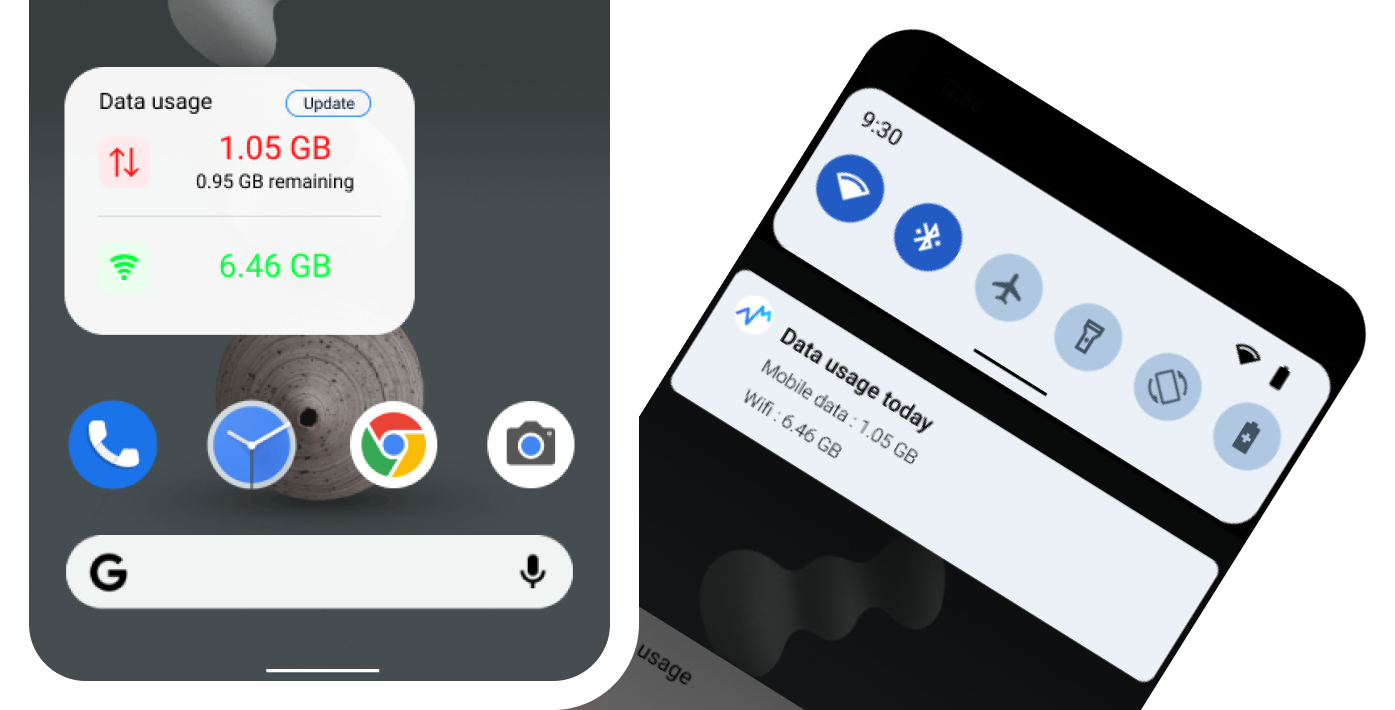 Data usage
Update
1.05 GB
0.95 GB remaining
6.46 GB
G
9:30
Data usage today
Mobile data : 1.05 GB
Wifi : 6.46 GB
usage